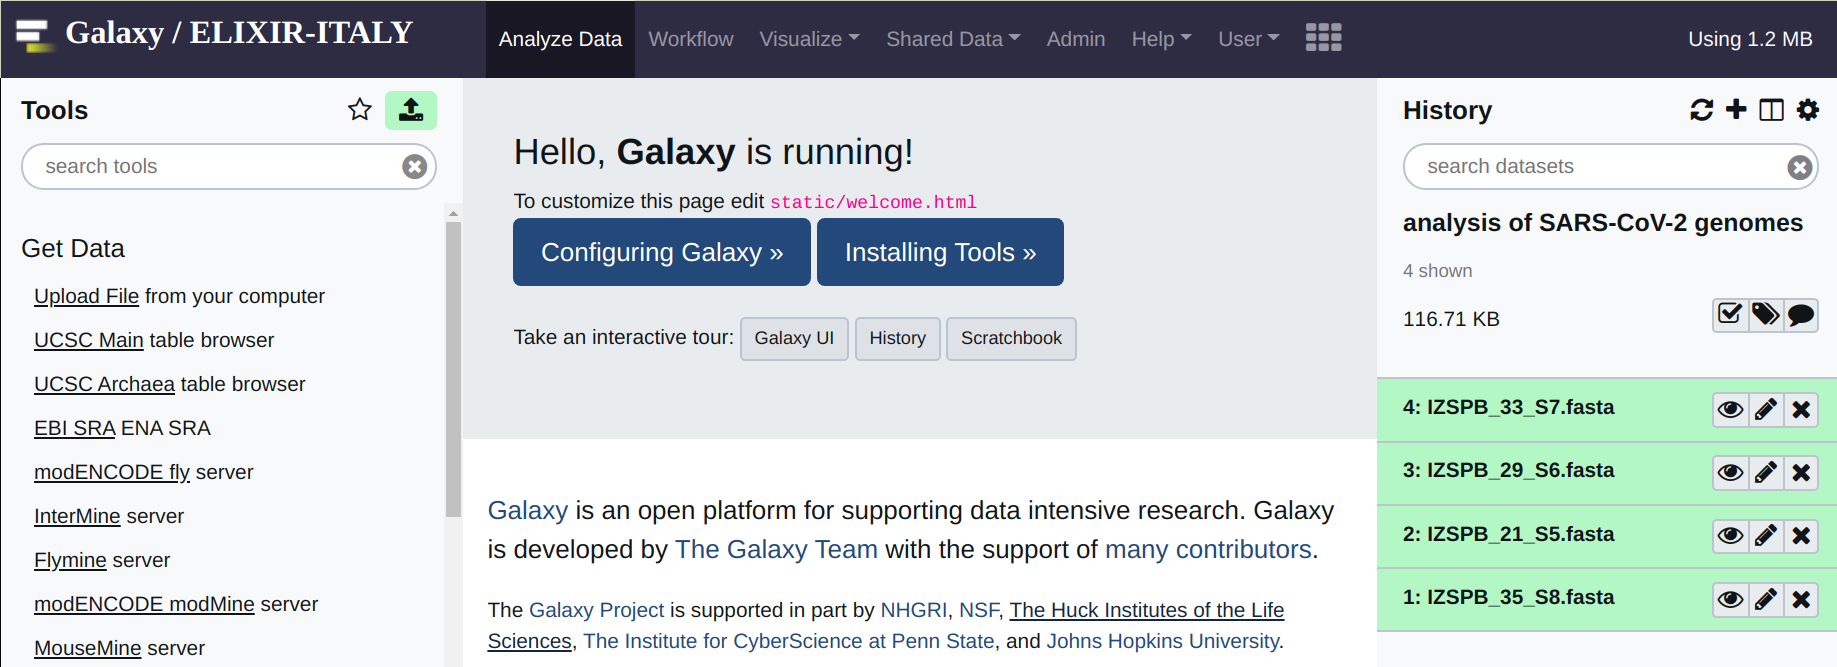 Galaxy / ELIXIR-ITALY
Analyze Data
Workflow
Visualize
Shared Data
Admin
Help
User
Using 1.2 MB
Tools
search tools
Get Data
Upload File from your computer
UCSC Main table browser
UCSC Archaea table browser
EBI SRA ENA SRA
modENCODE fly server
InterMine server
Flymine server
modENCODE modMine server
MouseMine server
Hello, Galaxy is running!
To customize this page edit static/welcome.html
Configuring Galaxy »
Installing Tools »
Take an interactive tour: Galaxy UI History Scratchbook
Galaxy is an open platform for supporting data intensive research. Galaxy
is developed by The Galaxy Team with the support of many contributors.
The Galaxy Project is supported in part by NHGRI, NSF, The Huck Institutes of the Life
Sciences, The Institute for CyberScience at Penn State, and Johns Hopkins University.
History
search datasets
analysis of SARS-CoV-2 genomes
4 shown
116.71 KB
4: IZSPB_33_S7.fasta
3: IZSPB_29_S6.fasta
2: IZSPB_21_S5.fasta
1: IZSPB_35_S8.fasta